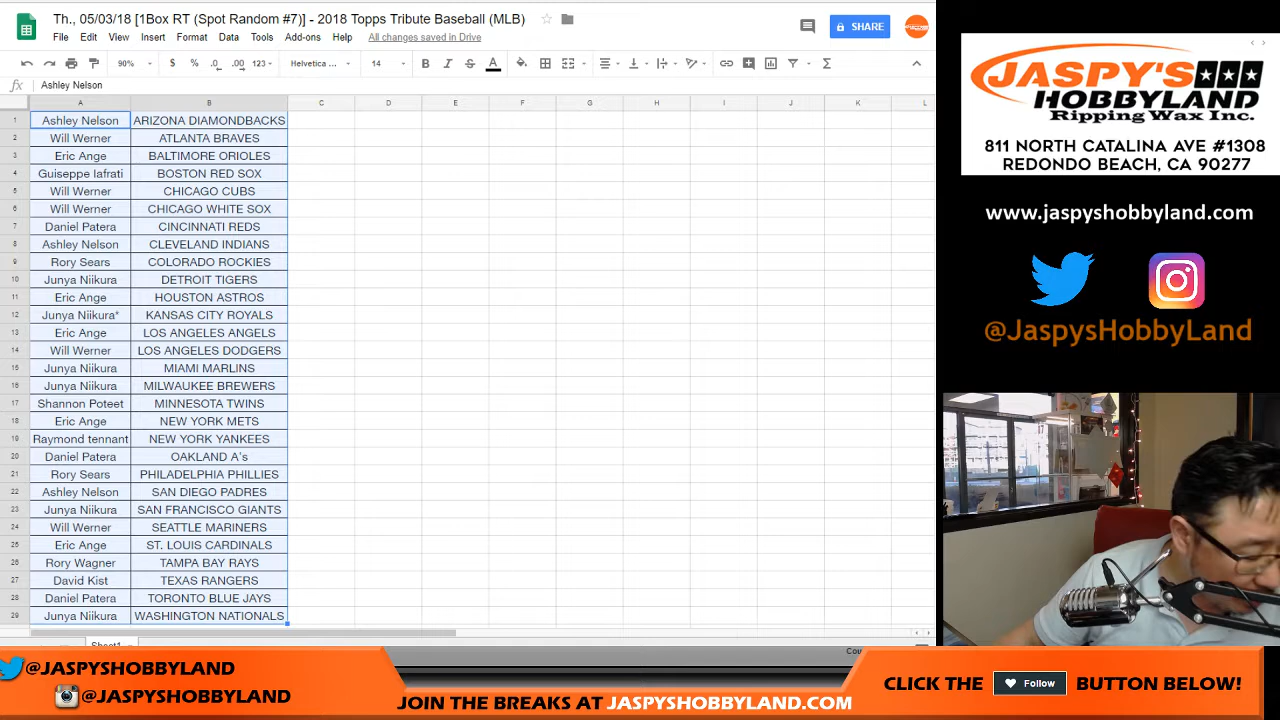 Th., 05/03/18 [1Box RT (Spot Random #7)] - 2018 Topps Tribute Baseball (MLB)
File Edit View Insert Format Data Tools Add-ons Help All changes saved in Drive
SHARE
90% $ % .0 .00 123 Helvetica ... 14 B I S A
fx Ashley Nelson
A B C D E F G H I J K L
1 Ashley Nelson ARIZONA DIAMONDBACKS
2 Will Werner ATLANTA BRAVES
3 Eric Ange BALTIMORE ORIOLES
4 Guiseppe Iafrati BOSTON RED SOX
5 Will Werner CHICAGO CUBS
6 Will Werner CHICAGO WHITE SOX
7 Daniel Patera CINCINNATI REDS
8 Ashley Nelson CLEVELAND INDIANS
9 Rory Sears COLORADO ROCKIES
10 Junya Niikura DETROIT TIGERS
11 Eric Ange HOUSTON ASTROS
12 Junya Niikura* KANSAS CITY ROYALS
13 Eric Ange LOS ANGELES ANGELS
14 Will Werner LOS ANGELES DODGERS
15 Junya Niikura MIAMI MARLINS
16 Junya Niikura MILWAUKEE BREWERS
17 Shannon Poteet MINNESOTA TWINS
18 Eric Ange NEW YORK METS
19 Raymond tennant NEW YORK YANKEES
20 Daniel Patera OAKLAND A's
21 Rory Sears PHILADELPHIA PHILLIES
22 Ashley Nelson SAN DIEGO PADRES
23 Junya Niikura SAN FRANCISCO GIANTS
24 Will Werner SEATTLE MARINERS
25 Eric Ange ST. LOUIS CARDINALS
26 Rory Wagner TAMPA BAY RAYS
27 David Kist TEXAS RANGERS
28 Daniel Patera TORONTO BLUE JAYS
29 Junya Niikura WASHINGTON NATIONALS
Sheet1
JASPY'S
HOBBYLAND
Ripping Wax Inc.
811 NORTH CATALINA AVE #1308
REDONDO BEACH, CA 90277
www.jaspyshobbyland.com
@JaspysHobbyLand
@JASPYSHOBBYLAND
@JASPYSHOBBYLAND
JOIN THE BREAKS AT JASPYSHOBBYLAND.COM
CLICK THE Follow BUTTON BELOW!